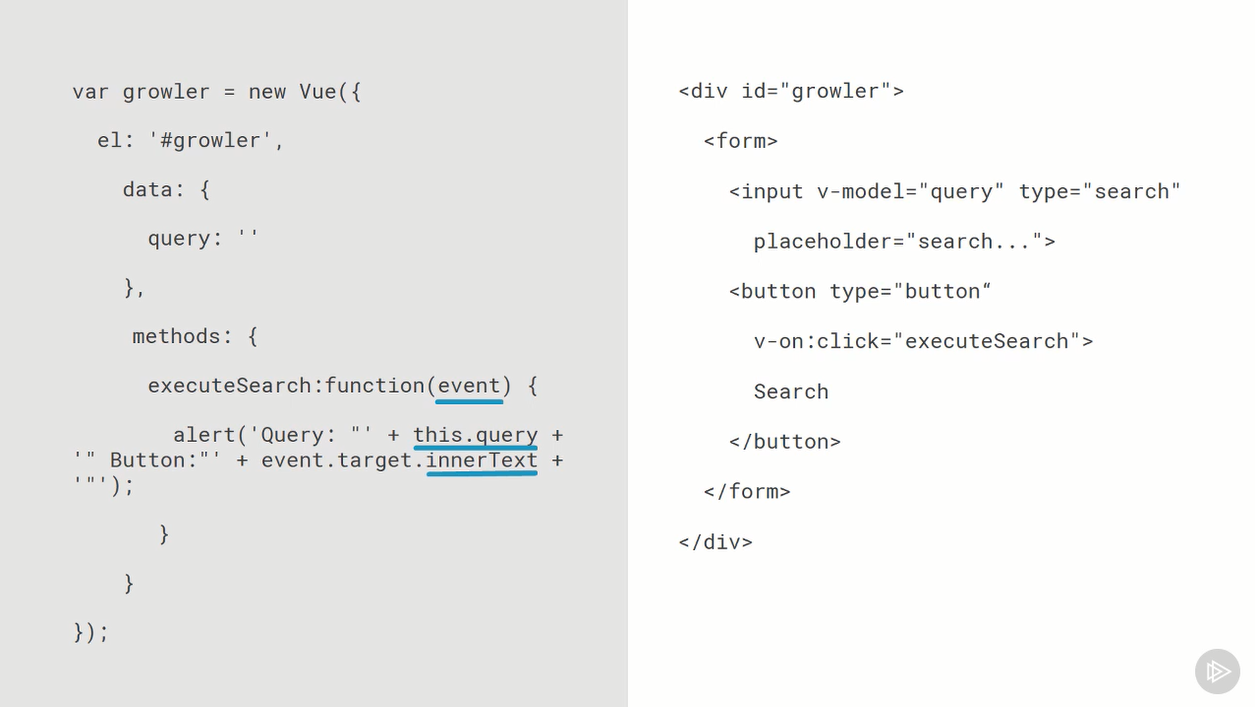 var growler = new Vue({
el: '#growler',
data: {
query: ''
},
methods: {
executeSearch:function(event) {
alert('Query: "' + this.query +
'" Button:"' + event.target.innerText +
'"');
}
}
});
<div id="growler">
<form>
<input v-model="query" type="search"
placeholder="search...">
<button type="button“
v-on:click="executeSearch">
Search
</button>
</form>
</div>